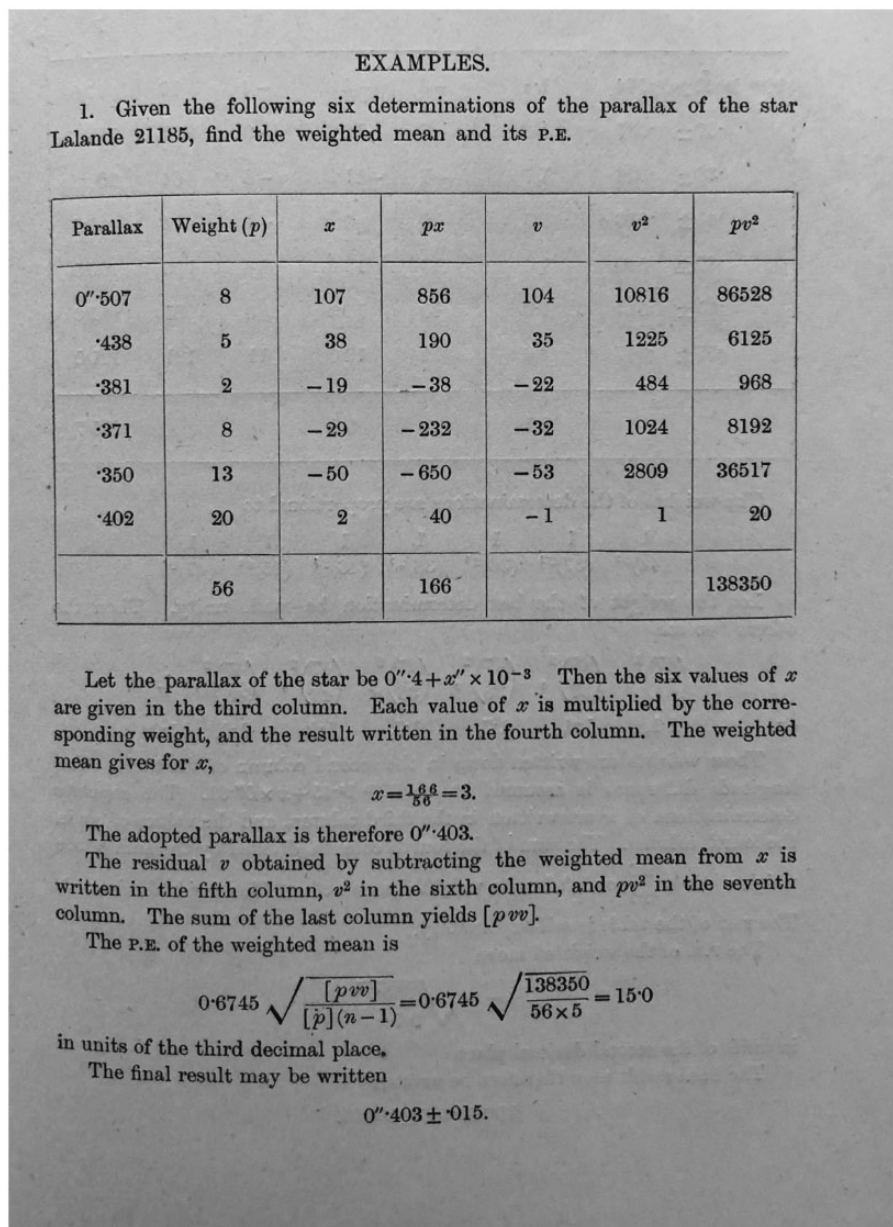 EXAMPLES.
1. Given the following six determinations of the parallax of the star
Lalande 21185, find the weighted mean and its P.E.
Parallax Weight (p) x px v v² pv²
0″·507 8 107 856 104 10816 86528
·438 5 38 190 35 1225 6125
·381 2 −19 −38 −22 484 968
·371 8 −29 −232 −32 1024 8192
·350 13 −50 −650 −53 2809 36517
·402 20 2 40 −1 1 20
56 166 138350
Let the parallax of the star be 0″·4+x″×10⁻³ Then the six values of x
are given in the third column. Each value of x is multiplied by the corre-
sponding weight, and the result written in the fourth column. The weighted
mean gives for x,
x=166/56=3.
The adopted parallax is therefore 0″·403.
The residual v obtained by subtracting the weighted mean from x is
written in the fifth column, v² in the sixth column, and pv² in the seventh
column. The sum of the last column yields [pvv].
The P.E. of the weighted mean is
0·6745 √([pvv]/[p](n−1))=0·6745 √(138350/56×5)=15·0
in units of the third decimal place.
The final result may be written
0″·403±·015.